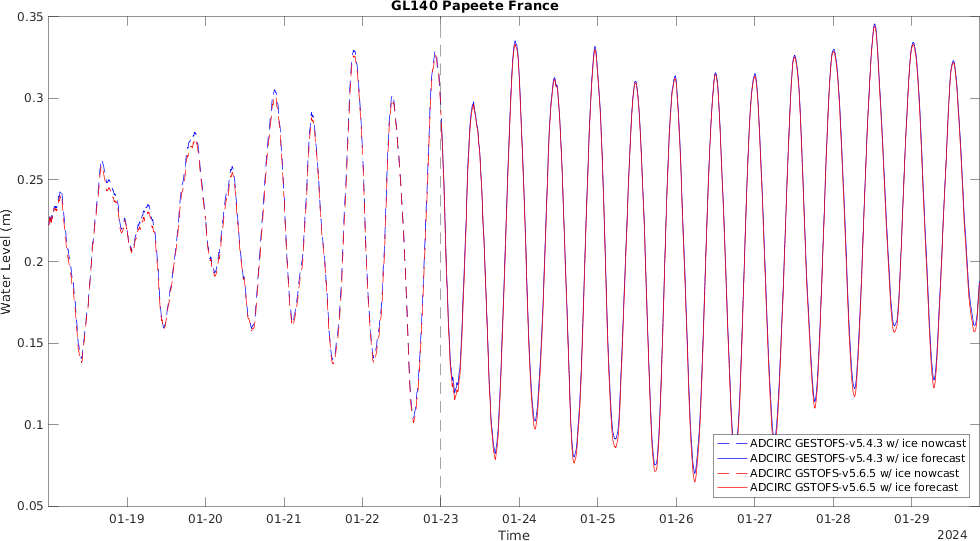 GL140 Papeete France
0.35
0.3
0.25
0.2
0.15
0.1
0.05
Water Level (m)
ADCIRC GESTOFS-v5.4.3 w/ ice nowcast
ADCIRC GESTOFS-v5.4.3 w/ ice forecast
ADCIRC GSTOFS-v5.6.5 w/ ice nowcast
ADCIRC GSTOFS-v5.6.5 w/ ice forecast
01-19 01-20 01-21 01-22 01-23 01-24 01-25 01-26 01-27 01-28 01-29
Time
2024